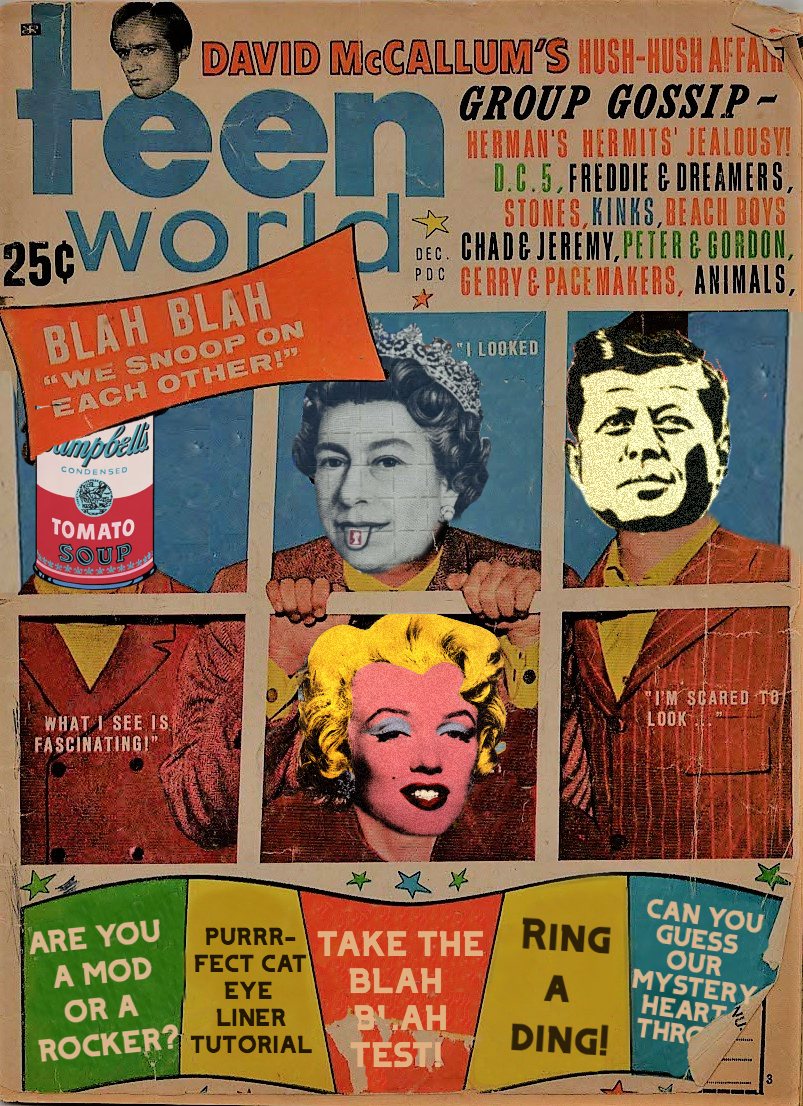 DAVID McCALLUM'S HUSH-HUSH AFFAIR
teen
world
GROUP GOSSIP-
HERMAN'S HERMITS' JEALOUSY!
D.C.5, FREDDIE & DREAMERS,
STONES, KINKS, BEACH BOYS
CHAD & JEREMY, PETER & GORDON,
GERRY & PACEMAKERS, ANIMALS,
DEC.
PDC
25¢
BLAH BLAH
"WE SNOOP ON
EACH OTHER!"
"I LOOKED
Campbell's
CONDENSED
TOMATO
SOUP
WHAT I SEE IS
FASCINATING!"
"I'M SCARED TO
LOOK ..."
ARE YOU
A MOD
OR A
ROCKER?
PURRR-
FECT CAT
EYE
LINER
TUTORIAL
TAKE THE
BLAH
BLAH
TEST!
RING
A
DING!
CAN YOU
GUESS
OUR
MYSTERY
HEART
THRO
3